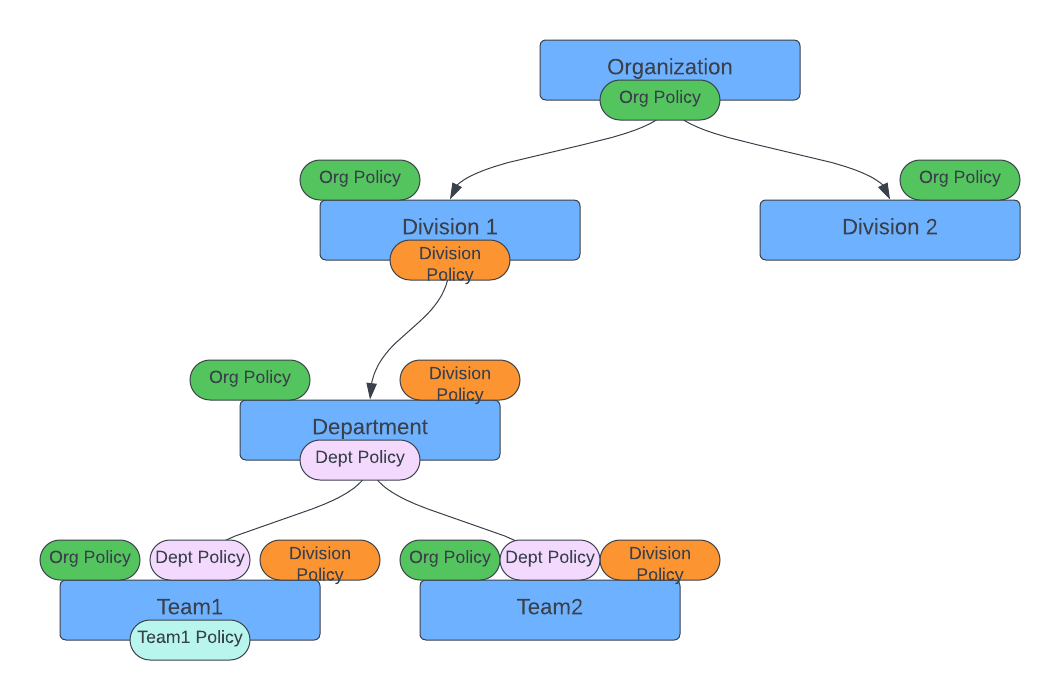 Organization
Org Policy
Org Policy
Org Policy
Division 1
Division 2
Division
Policy
Org Policy
Division
Policy
Department
Dept Policy
Org Policy
Dept Policy
Division
Policy
Org Policy
Dept Policy
Division
Policy
Team1
Team2
Team1 Policy